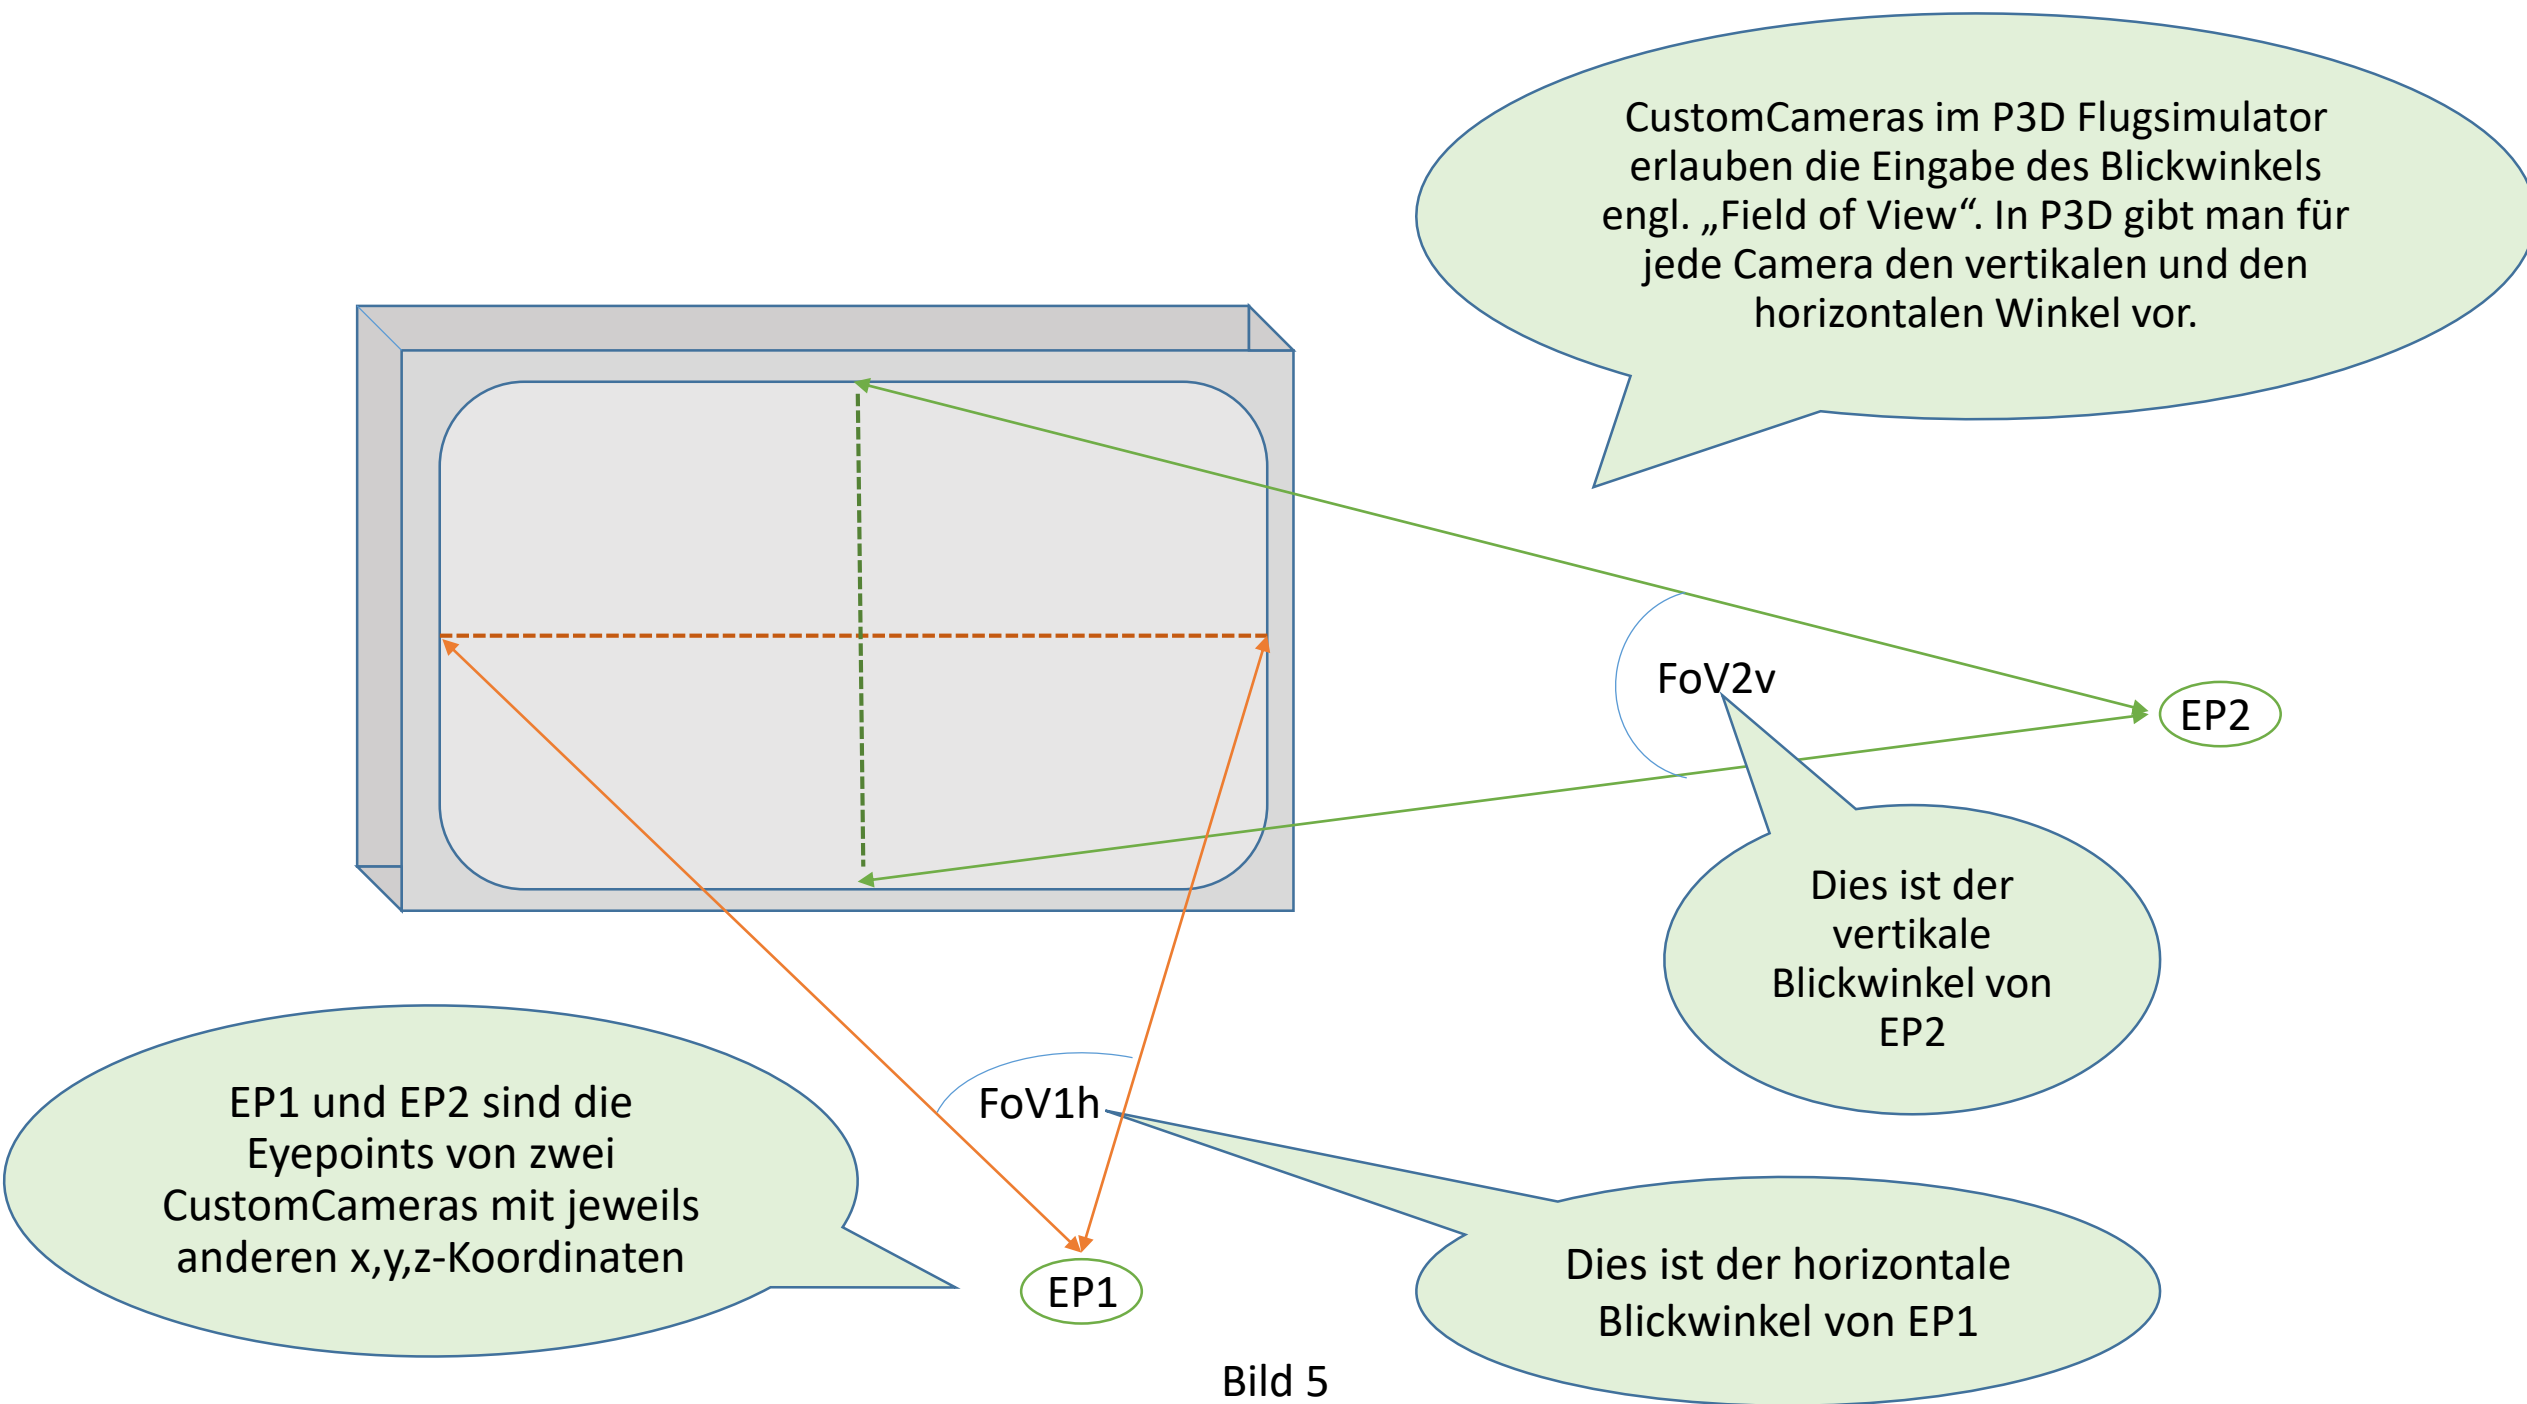 CustomCameras im P3D Flugsimulator
erlauben die Eingabe des Blickwinkels
engl. „Field of View“. In P3D gibt man für
jede Camera den vertikalen und den
horizontalen Winkel vor.
FoV2v
EP2
Dies ist der
vertikale
Blickwinkel von
EP2
EP1 und EP2 sind die
Eyepoints von zwei
CustomCameras mit jeweils
anderen x,y,z-Koordinaten
FoV1h
EP1
Dies ist der horizontale
Blickwinkel von EP1
Bild 5